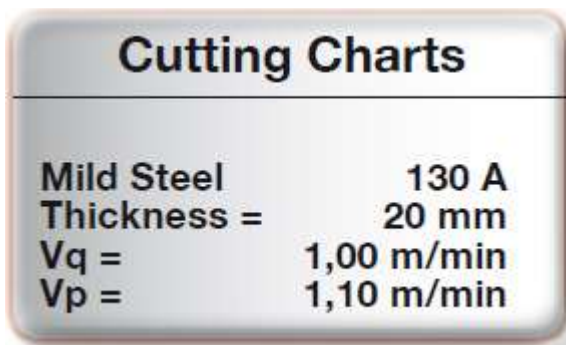 Cutting Charts
Mild Steel 130 A
Thickness = 20 mm
Vq = 1,00 m/min
Vp = 1,10 m/min